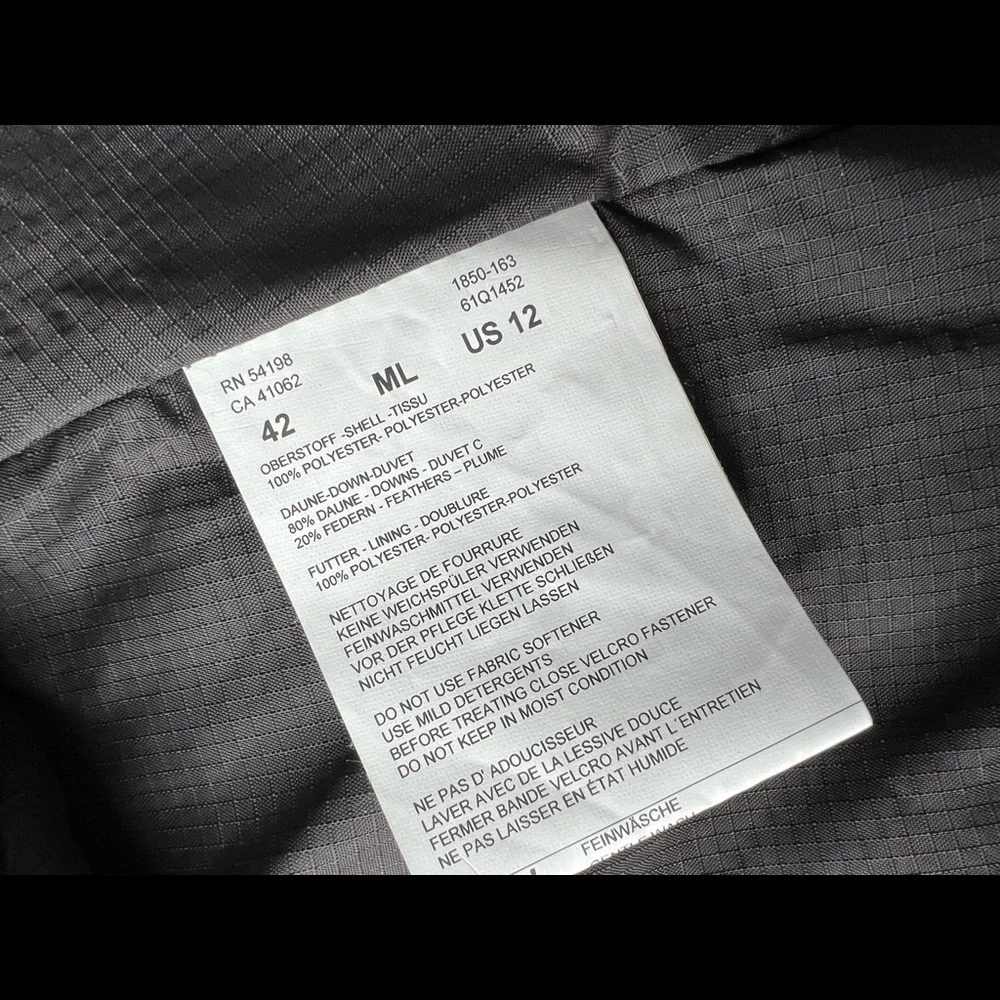 1850-163
61Q1452
RN 54198
CA 41062
42 ML US 12
OBERSTOFF -SHELL -TISSU
100% POLYESTER- POLYESTER-POLYESTER
DAUNE-DOWN-DUVET
80% DAUNE - DOWNS - DUVET C
20% FEDERN - FEATHERS – PLUME
FUTTER - LINING - DOUBLURE
100% POLYESTER- POLYESTER-POLYESTER
NETTOYAGE DE FOURRURE
KEINE WEICHSPÜLER VERWENDEN
FEINWASCHMITTEL VERWENDEN
VOR DER PFLEGE KLETTE SCHLIEßEN
NICHT FEUCHT LIEGEN LASSEN
DO NOT USE FABRIC SOFTENER
USE MILD DETERGENTS
BEFORE TREATING CLOSE VELCRO FASTENER
DO NOT KEEP IN MOIST CONDITION
NE PAS D' ADOUCISSEUR
LAVER AVEC DE LA LESSIVE DOUCE
FERMER BANDE VELCRO AVANT L'ENTRETIEN
NE PAS LAISSER EN ÉTAT HUMIDE
FEINWÄSCHE